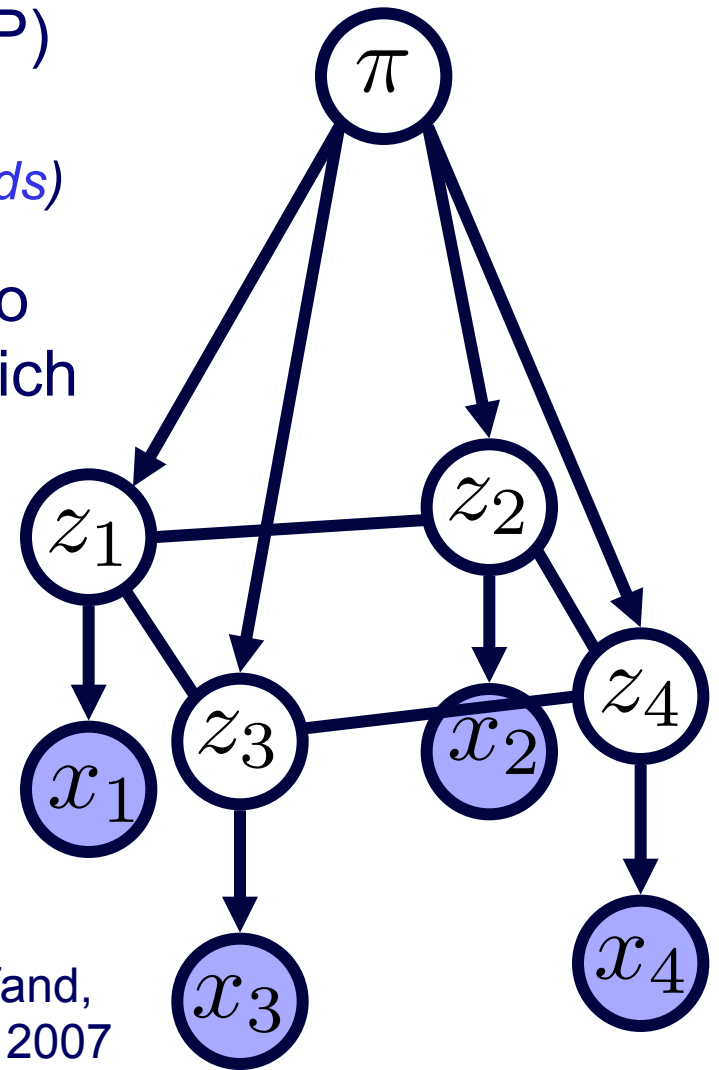 P)
π
ds)
o
ich
z₂
z₁
z₄
z₃
x₂
x₁
x₄
and,
x₃
2007